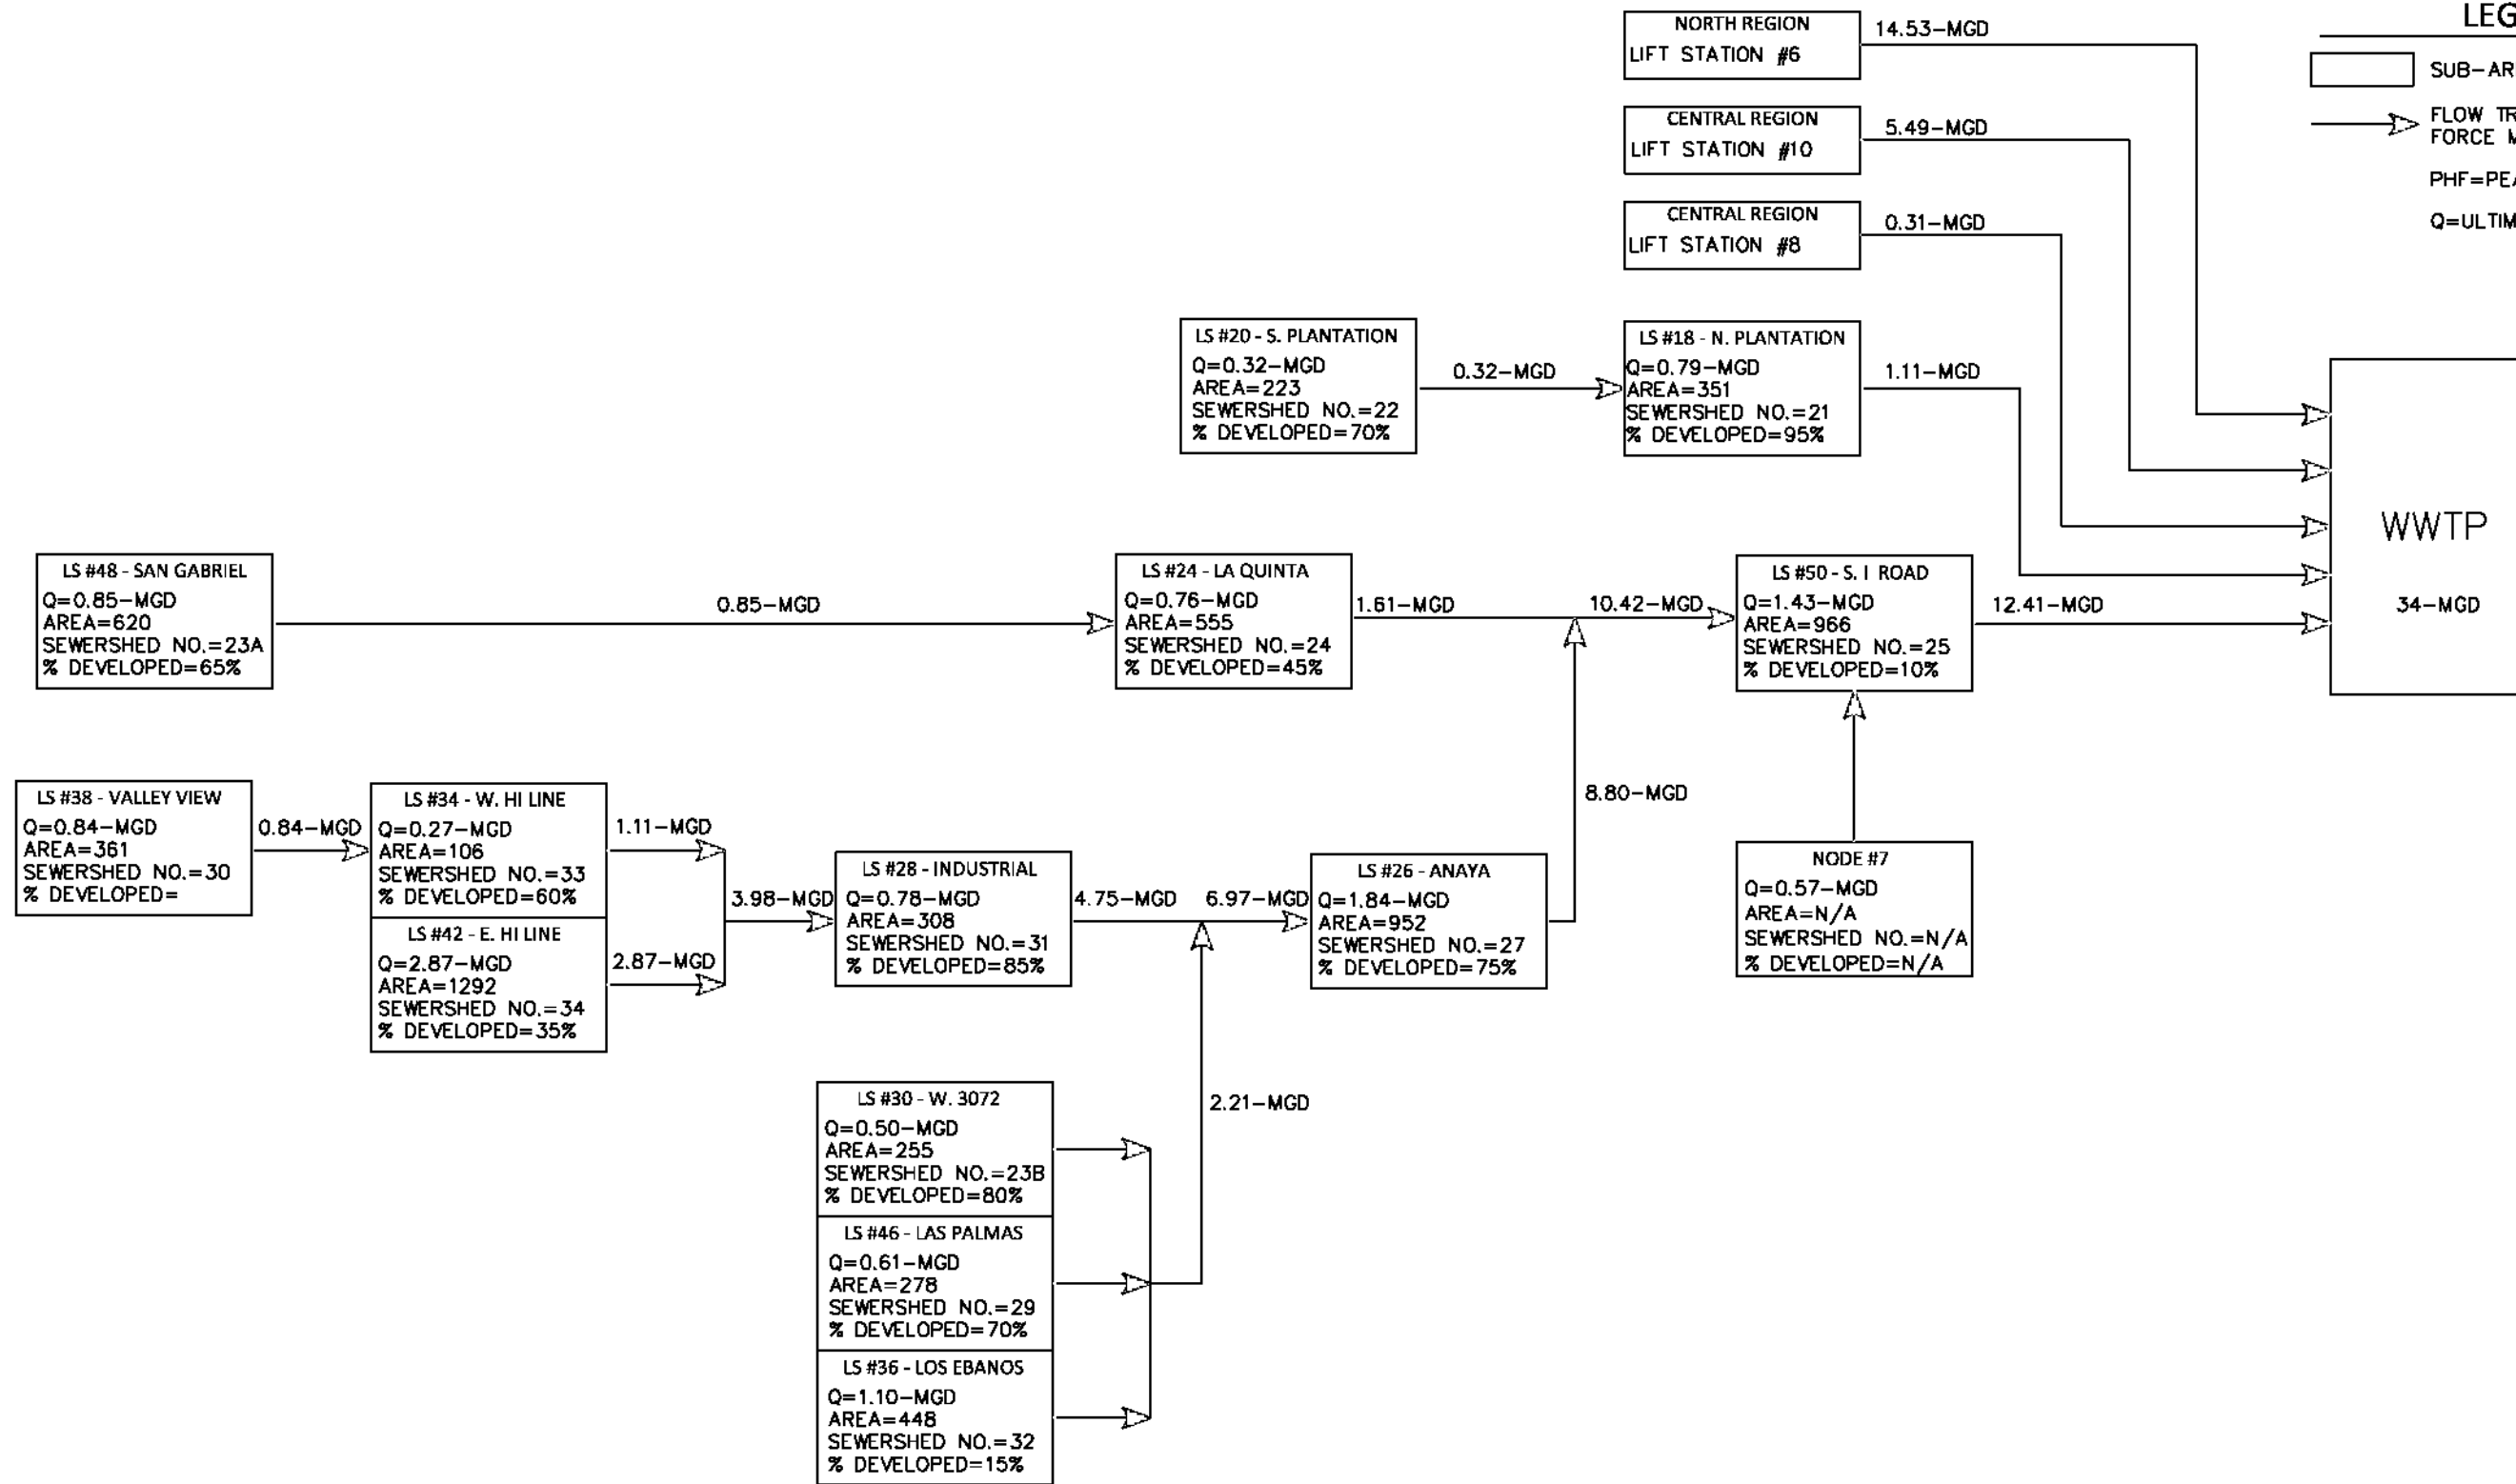 NORTH REGION
LIFT STATION #6
14.53-MGD
CENTRAL REGION
LIFT STATION #10
5.49-MGD
CENTRAL REGION
LIFT STATION #8
0.31-MGD
LEG
SUB-AR
FLOW TR
FORCE M
PHF=PEA
Q=ULTIM
LS #20 - S. PLANTATION
Q=0.32-MGD
AREA=223
SEWERSHED NO.=22
% DEVELOPED=70%
0.32-MGD
LS #18 - N. PLANTATION
Q=0.79-MGD
AREA=351
SEWERSHED NO.=21
% DEVELOPED=95%
1.11-MGD
WWTP
34-MGD
LS #48 - SAN GABRIEL
Q=0.85-MGD
AREA=620
SEWERSHED NO.=23A
% DEVELOPED=65%
0.85-MGD
LS #24 - LA QUINTA
Q=0.76-MGD
AREA=555
SEWERSHED NO.=24
% DEVELOPED=45%
1.61-MGD
10.42-MGD
LS #50 - S. I ROAD
Q=1.43-MGD
AREA=966
SEWERSHED NO.=25
% DEVELOPED=10%
12.41-MGD
LS #38 - VALLEY VIEW
Q=0.84-MGD
AREA=361
SEWERSHED NO.=30
% DEVELOPED=
0.84-MGD
LS #34 - W. HI LINE
Q=0.27-MGD
AREA=106
SEWERSHED NO.=33
% DEVELOPED=60%
1.11-MGD
LS #42 - E. HI LINE
Q=2.87-MGD
AREA=1292
SEWERSHED NO.=34
% DEVELOPED=35%
2.87-MGD
3.98-MGD
LS #28 - INDUSTRIAL
Q=0.78-MGD
AREA=308
SEWERSHED NO.=31
% DEVELOPED=85%
4.75-MGD
6.97-MGD
LS #26 - ANAYA
Q=1.84-MGD
AREA=952
SEWERSHED NO.=27
% DEVELOPED=75%
8.80-MGD
NODE #7
Q=0.57-MGD
AREA=N/A
SEWERSHED NO.=N/A
% DEVELOPED=N/A
LS #30 - W. 3072
Q=0.50-MGD
AREA=255
SEWERSHED NO.=23B
% DEVELOPED=80%
2.21-MGD
LS #46 - LAS PALMAS
Q=0.61-MGD
AREA=278
SEWERSHED NO.=29
% DEVELOPED=70%
LS #36 - LOS EBANOS
Q=1.10-MGD
AREA=448
SEWERSHED NO.=32
% DEVELOPED=15%